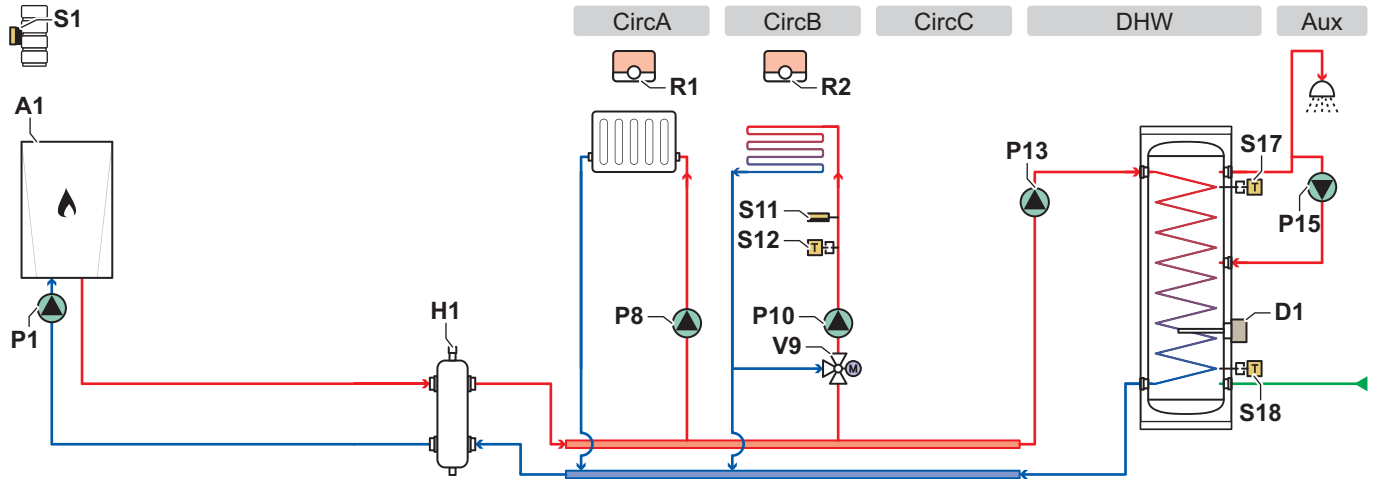 S1
CircA
CircB
CircC
DHW
Aux
R1
R2
A1
P13
S17
T
S11
S12
T
P15
P1
H1
P8
P10
D1
V9
M
T
S18